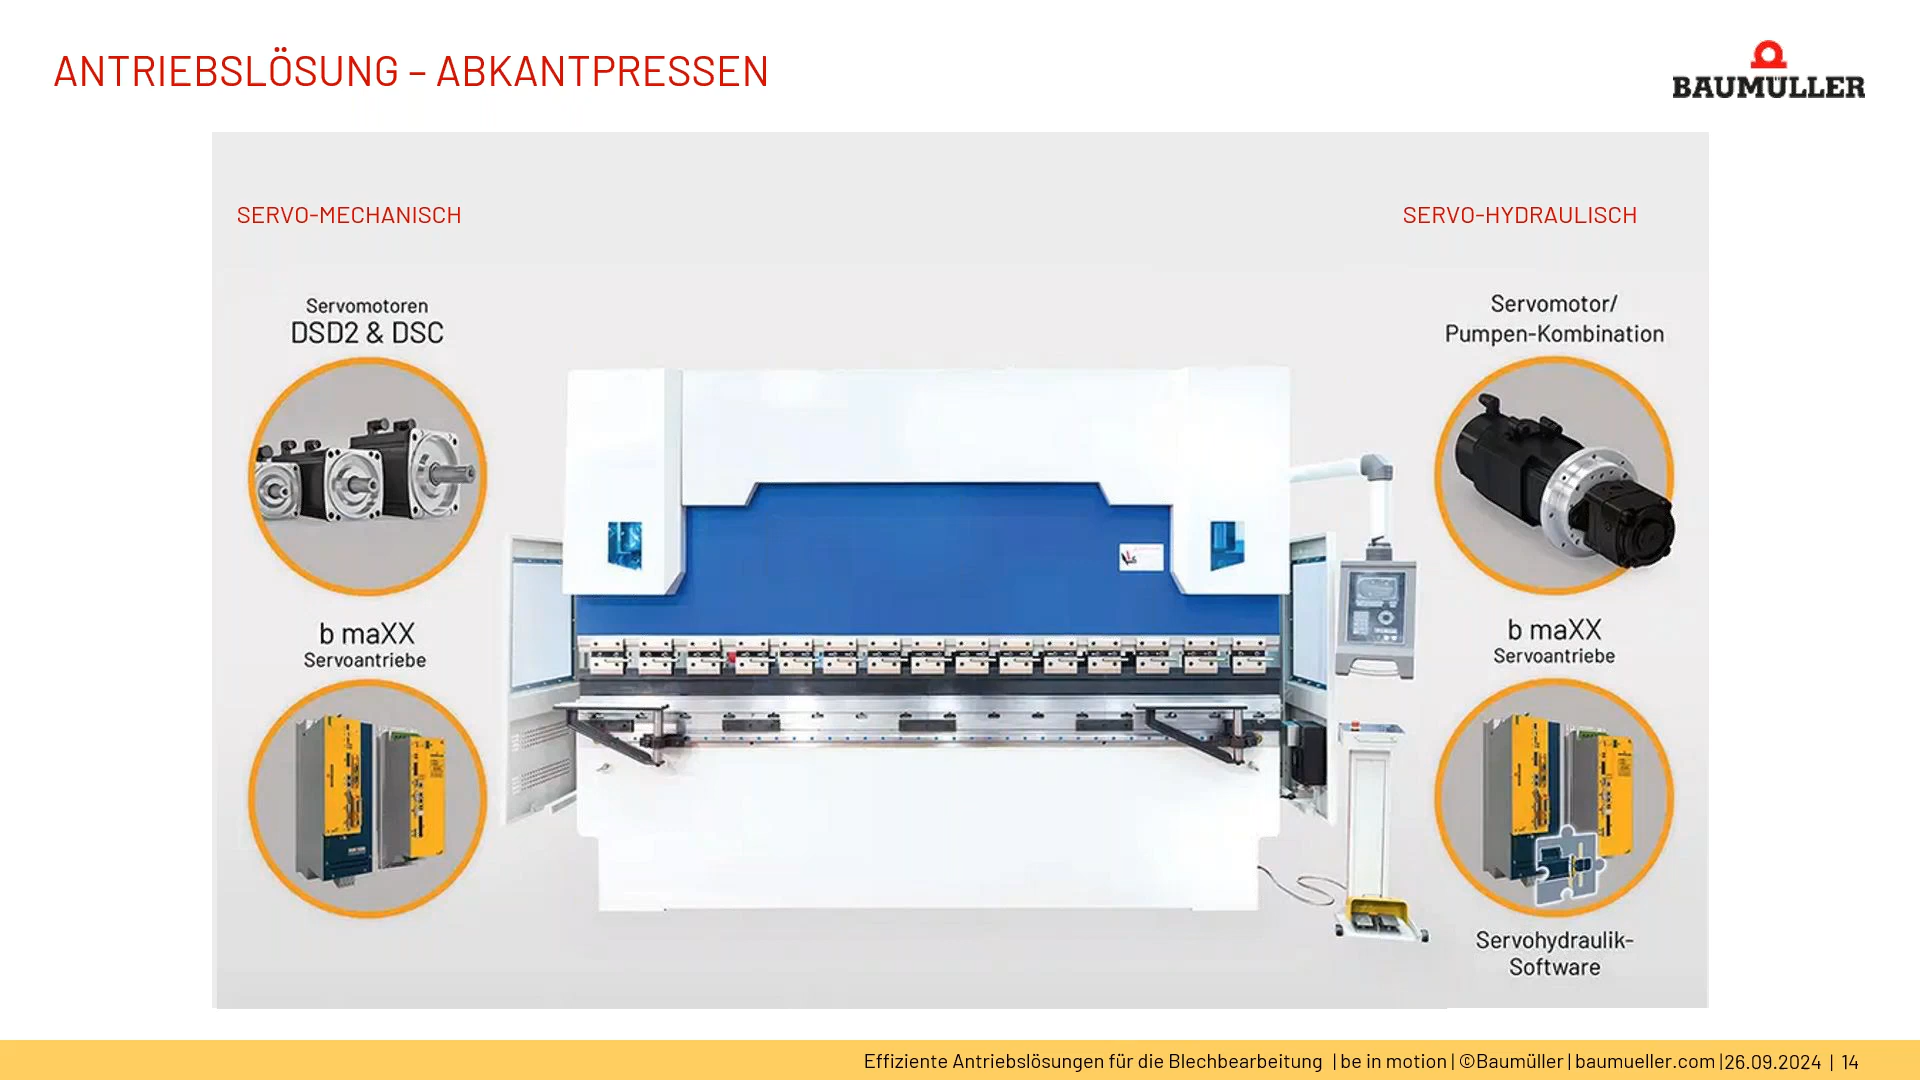 ANTRIEBSLÖSUNG – ABKANTPRESSEN
BAUMÜLLER
SERVO-MECHANISCH
SERVO-HYDRAULISCH
Servomotoren
DSD2 & DSC
Servomotor/
Pumpen-Kombination
b maXX
Servoantriebe
b maXX
Servoantriebe
Servohydraulik-
Software
Effiziente Antriebslösungen für die Blechbearbeitung | be in motion | ©Baumüller | baumueller.com |26.09.2024 | 14